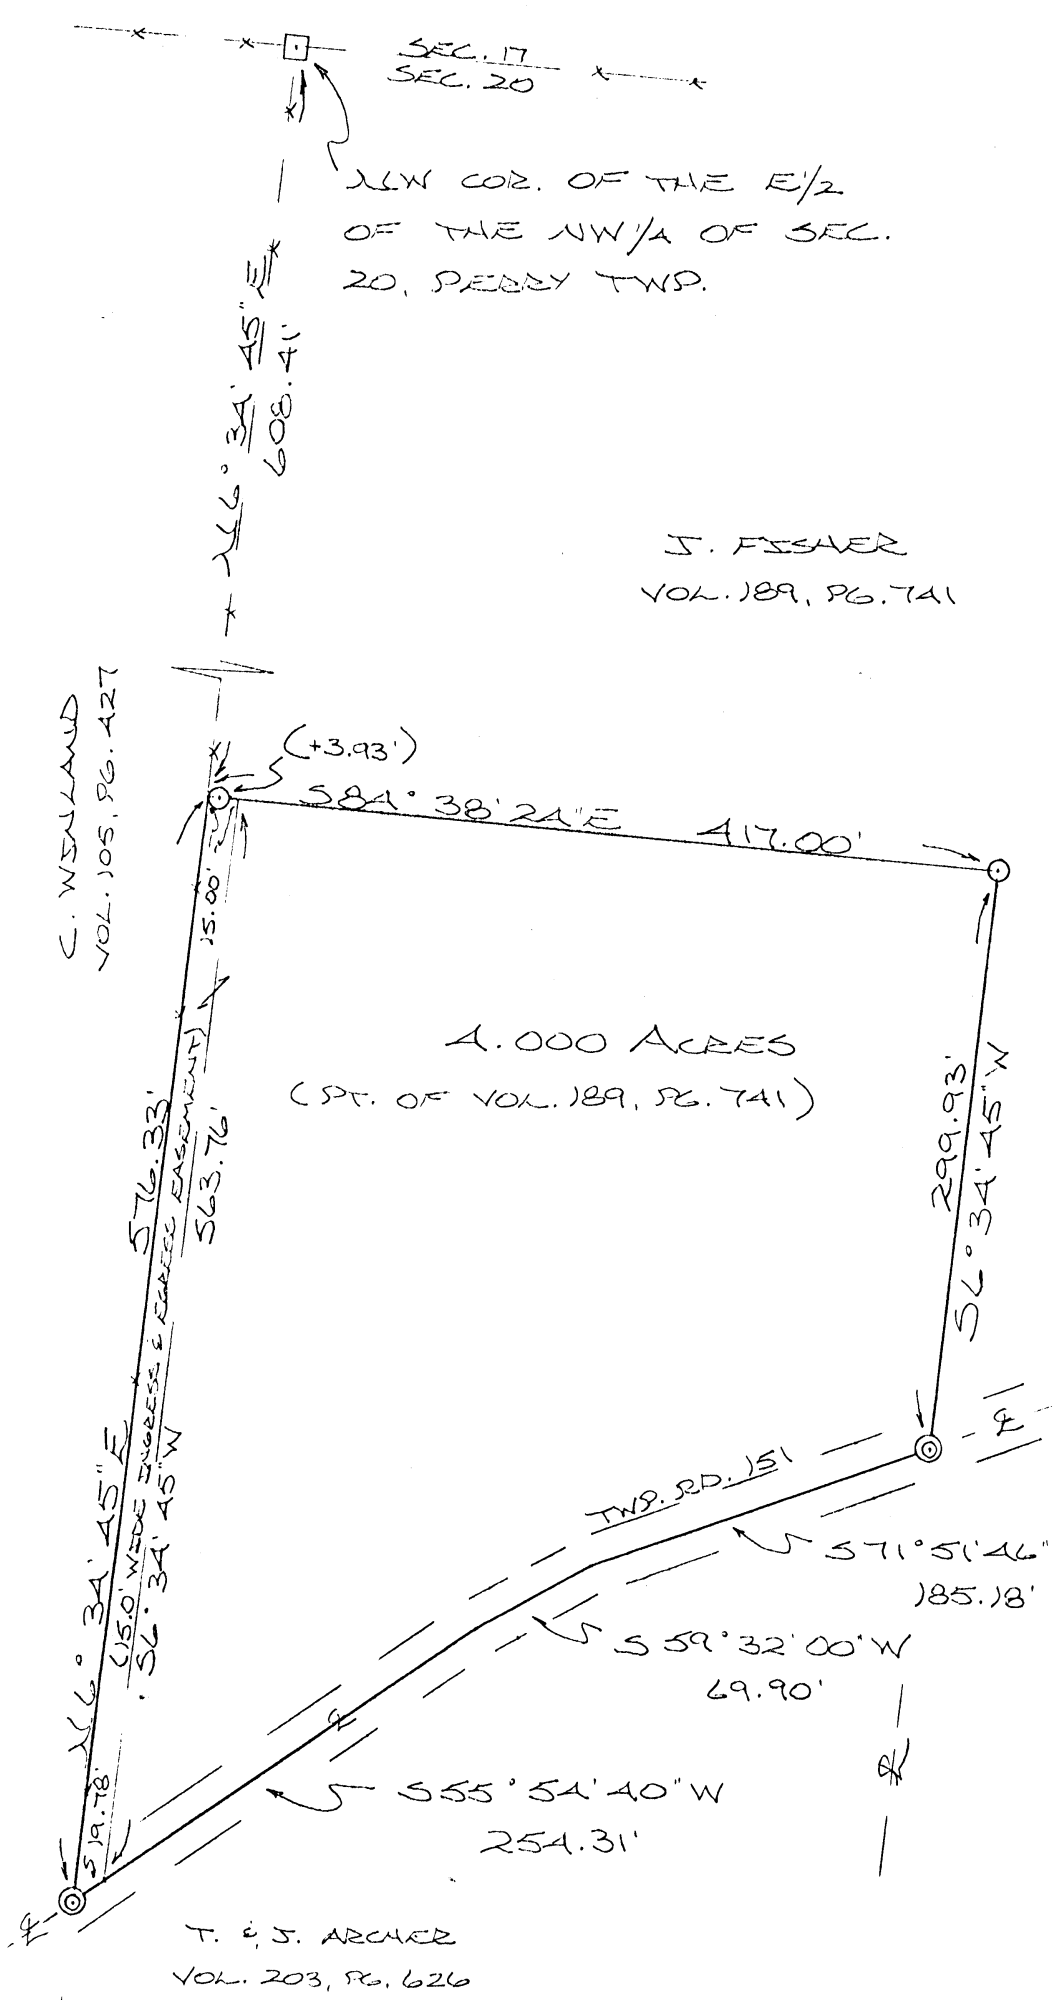 SEC. 17
SEC. 20
NW COR. OF THE E1/2
OF THE NW1/4 OF SEC.
20, PERRY TWP.
N6° 34' 45" E
608.41'
J. FISHER
VOL. 189, PG. 741
C. WINLAND
VOL. 105, PG. 427
(+3.93')
S84° 38' 24" E 417.00'
15.00'
4.000 ACRES
(PT. OF VOL. 189, PG. 741)
299.93'
S6° 34' 45" W
N6° 34' 45" E 576.33'
(15.0' WIDE INGRESS & EGRESS EASEMENT)
S6° 34' 45" W 563.76'
℄
TWP. RD. 151
S71° 51' 46"
185.18'
S 59° 32' 00" W
69.90'
℄
S55° 54' 40" W
254.31'
19.78'
℄
T. & J. ARCHER
VOL. 203, PG. 626